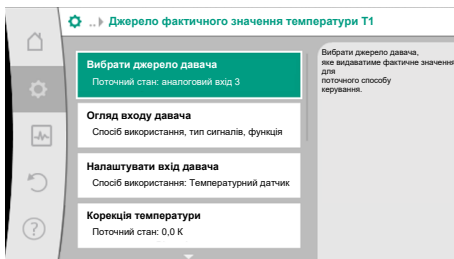 ..› Джерело фактичного значення температури T1
Вибрати джерело давача
Поточний стан: аналоговий вхід 3
Огляд входу давача
Спосіб використання, тип сигналів, функція
Налаштувати вхід давача
Спосіб використання: Температурний датчик
Корекція температури
Поточний стан: 0,0 K
Вибрати джерело давача,
яке видаватиме фактичне значення
для
поточного способу
керування.
?